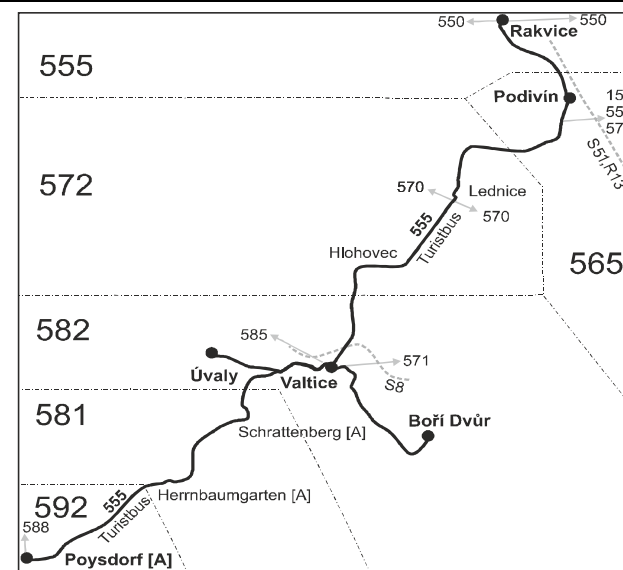 550
550
Rakvice
555
Podivín
15
55
57
S51,R13
572
570
Lednice
570
555
Turistbus
Hlohovec
565
582
585
571
Úvaly
Valtice
S8
581
Boří Dvůr
Schrattenberg [A]
592
555
Turistbus
Herrnbaumgarten [A]
588
Poysdorf [A]